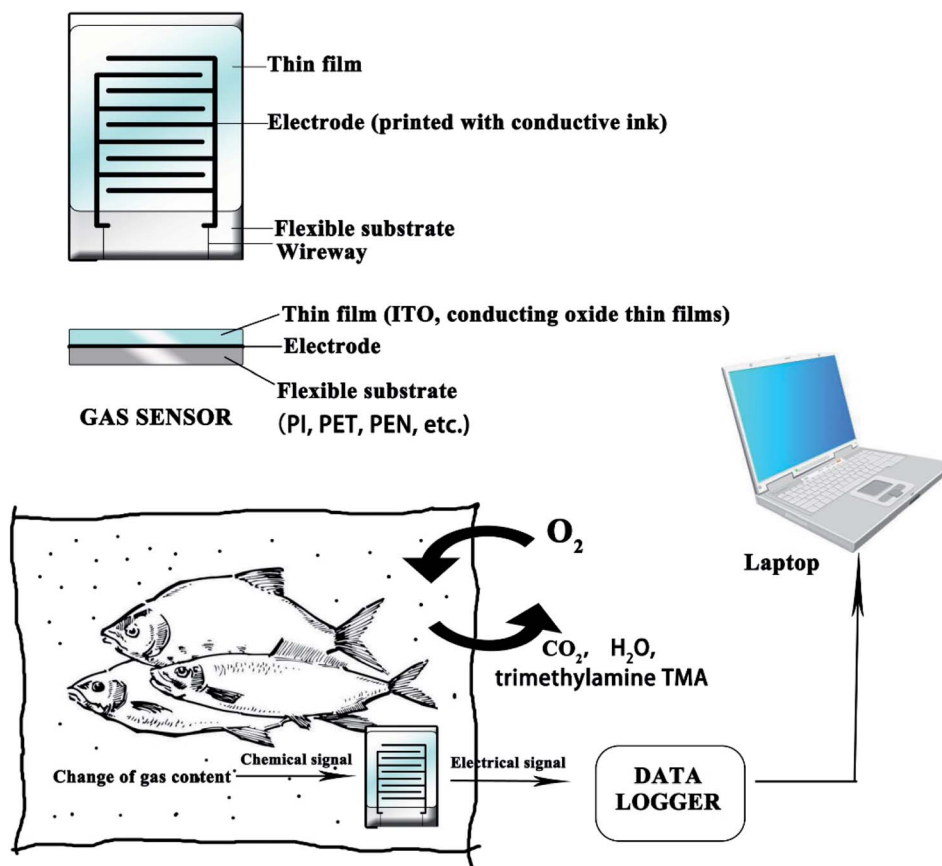 Thin film
Electrode (printed with conductive ink)
Flexible substrate
Wireway
Thin film (ITO, conducting oxide thin films)
Electrode
Flexible substrate
(PI, PET, PEN, etc.)
GAS SENSOR
O₂
Laptop
CO₂, H₂O,
trimethylamine TMA
Change of gas content
Chemical signal
Electrical signal
DATA
LOGGER